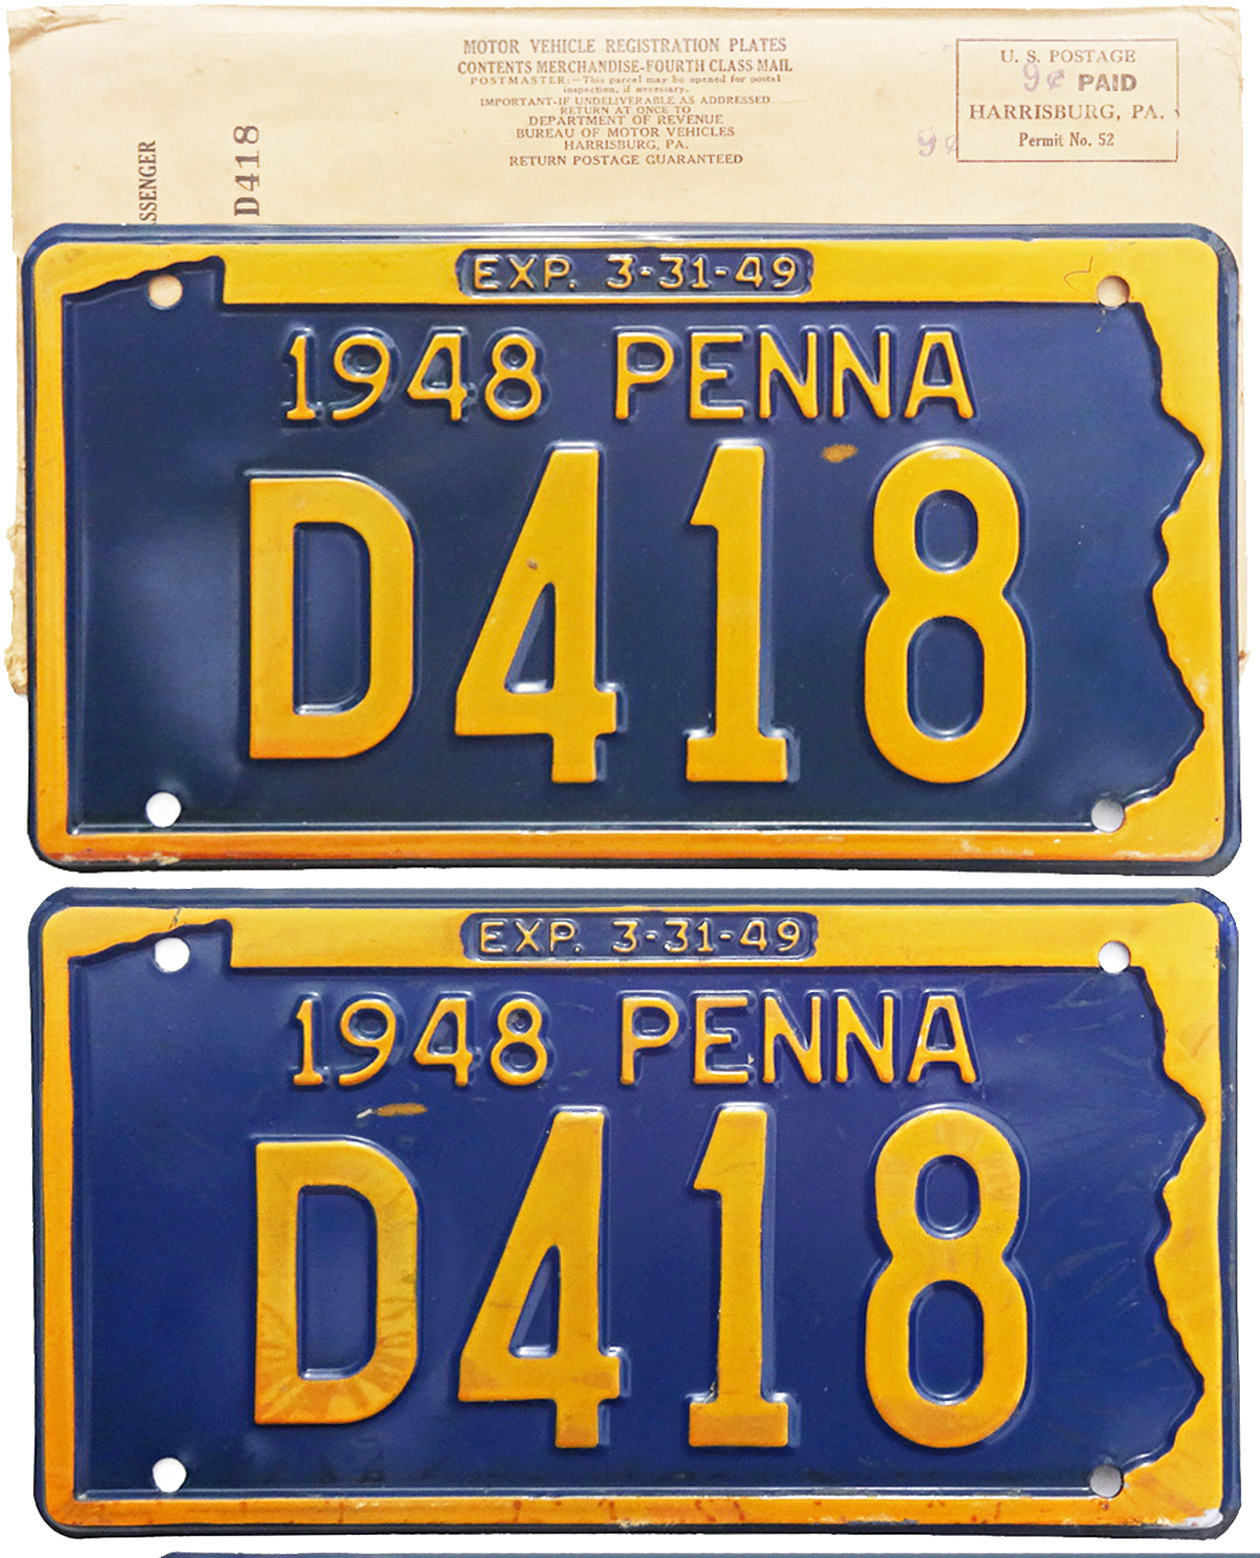 MOTOR VEHICLE REGISTRATION PLATES
CONTENTS MERCHANDISE-FOURTH CLASS MAIL
POSTMASTER:—This parcel may be opened for postal
inspection, if necessary.
IMPORTANT-IF UNDELIVERABLE AS ADDRESSED
RETURN AT ONCE TO
DEPARTMENT OF REVENUE
BUREAU OF MOTOR VEHICLES
HARRISBURG, PA.
RETURN POSTAGE GUARANTEED
U. S. POSTAGE
9¢ PAID
HARRISBURG, PA.
Permit No. 52
9¢
SSENGER
D418
EXP. 3-31-49
1948 PENNA
D418
EXP. 3-31-49
1948 PENNA
D418